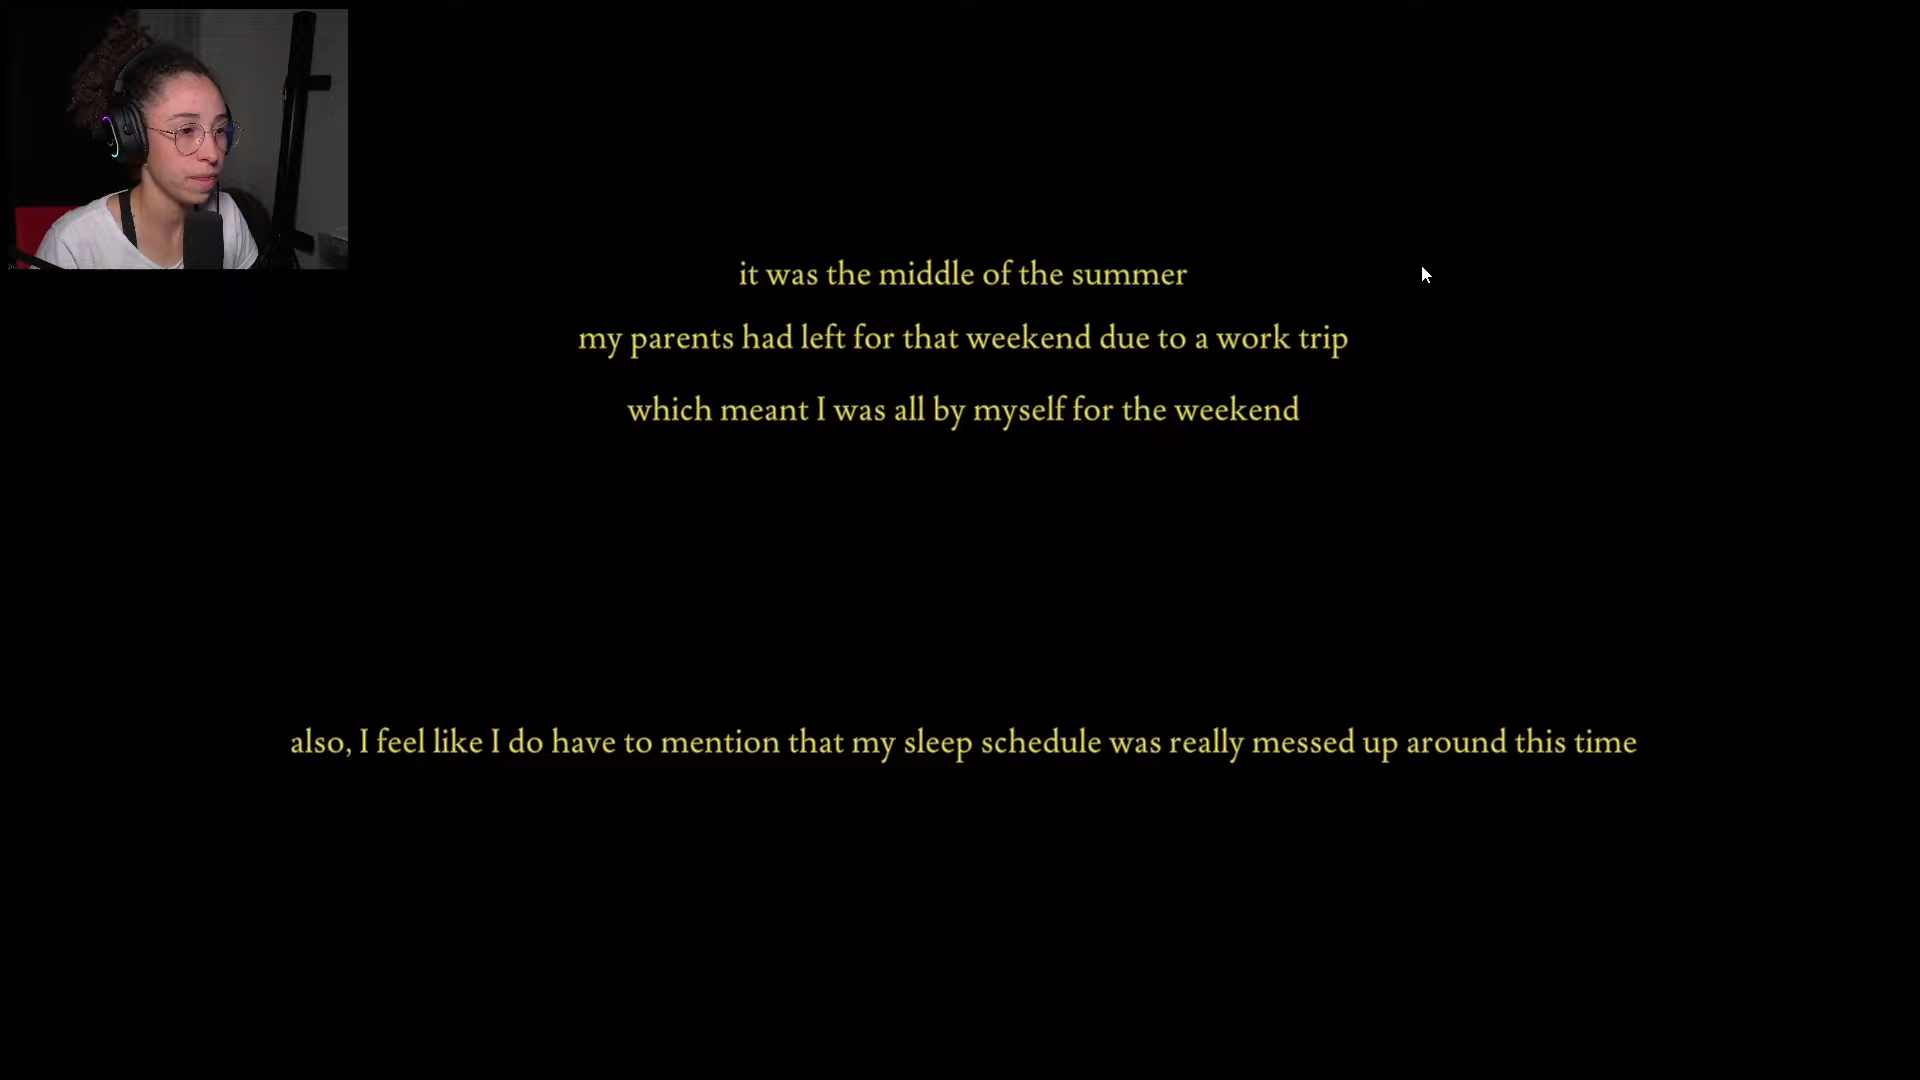 it was the middle of the summer
my parents had left for that weekend due to a work trip
which meant I was all by myself for the weekend
also, I feel like I do have to mention that my sleep schedule was really messed up around this time